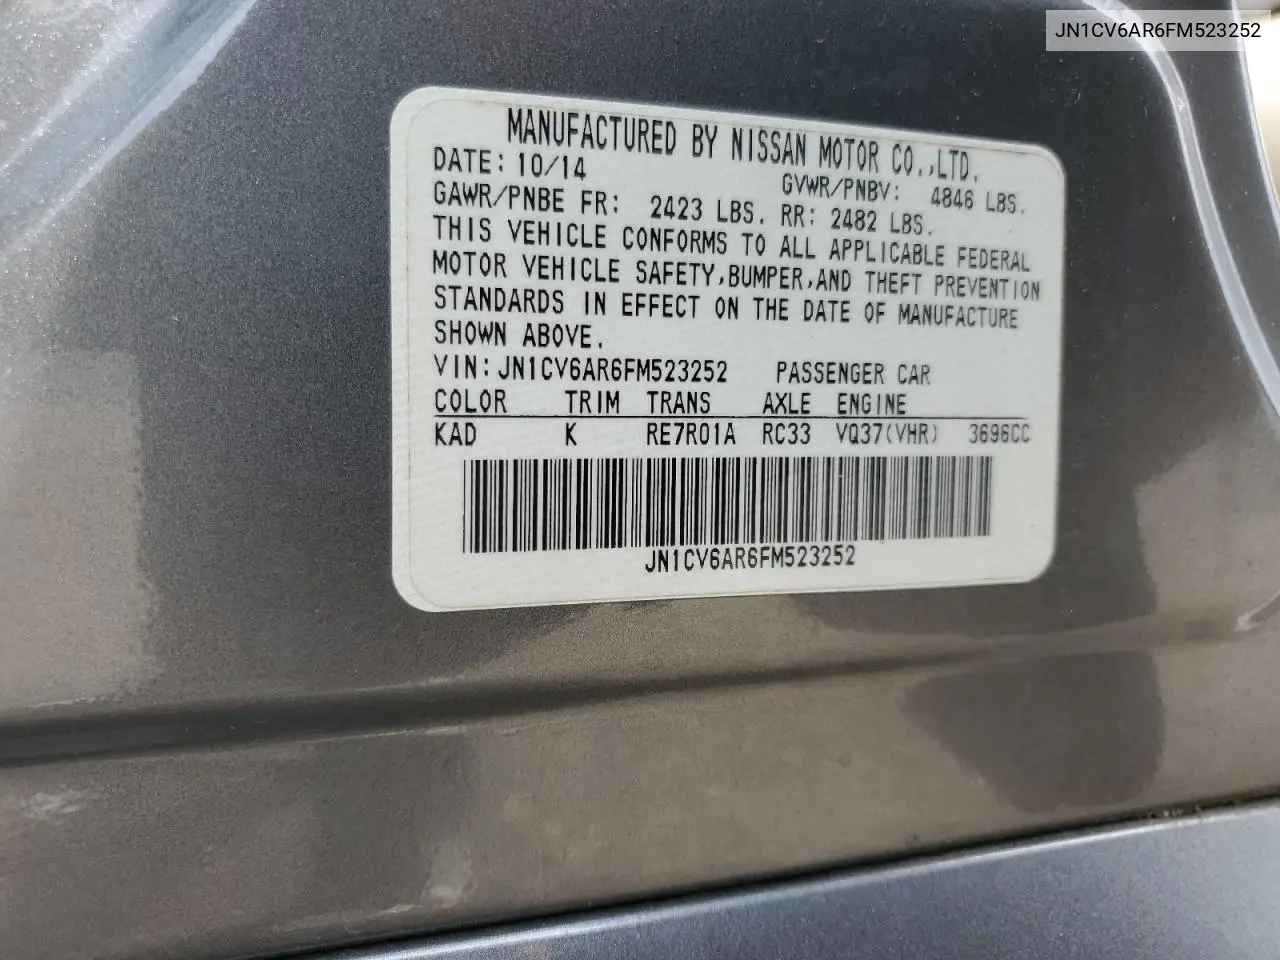 JN1CV6AR6FM523252
MANUFACTURED BY NISSAN MOTOR CO.,LTD.
DATE: 10/14 GVWR/PNBV: 4846 LBS.
GAWR/PNBE FR: 2423 LBS. RR: 2482 LBS.
THIS VEHICLE CONFORMS TO ALL APPLICABLE FEDERAL
MOTOR VEHICLE SAFETY,BUMPER,AND THEFT PREVENTION
STANDARDS IN EFFECT ON THE DATE OF MANUFACTURE
SHOWN ABOVE.
VIN:JN1CV6AR6FM523252 PASSENGER CAR
COLOR TRIM TRANS AXLE ENGINE
KAD K RE7R01A RC33 VQ37(VHR) 3696CC
JN1CV6AR6FM523252